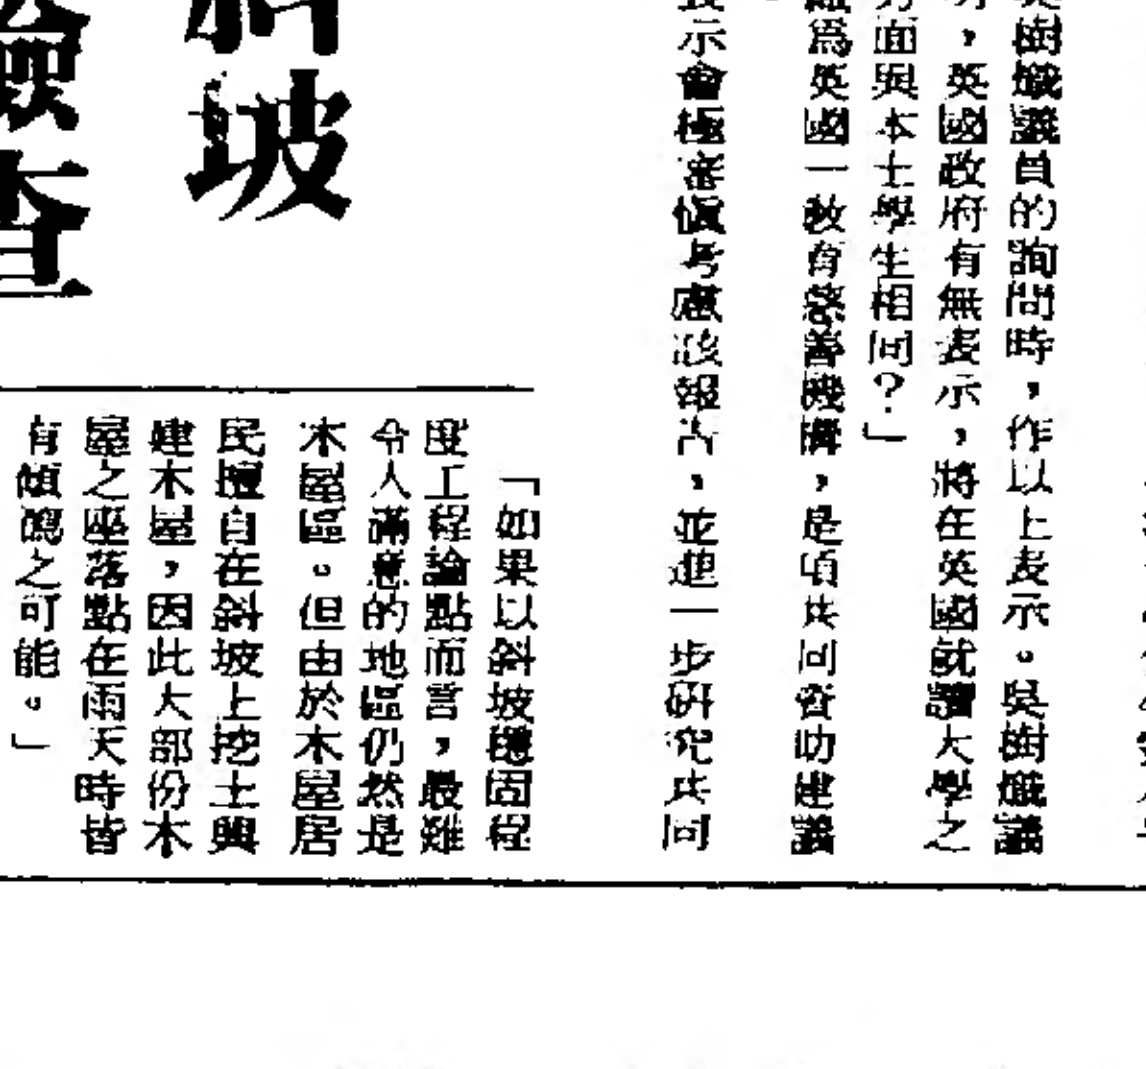 樹熾議員的詢問時，作以上表示。吳樹熾議
，英國政府有無表示，將在英國就讀大學之
方面與本土學生相同？」
為英國一教育慈善機構，是項共同資助建議
表示會極審慎考慮該報告，並進一步研究共同
斜坡
檢查
「如果以斜坡穩固程
度工程論點而言，最難
令人滿意的地區仍然是
木屋區。但由於木屋居
民擅自在斜坡上挖土興
建木屋，因此大部份木
屋之座落點在雨天時皆
有傾瀉之可能。」